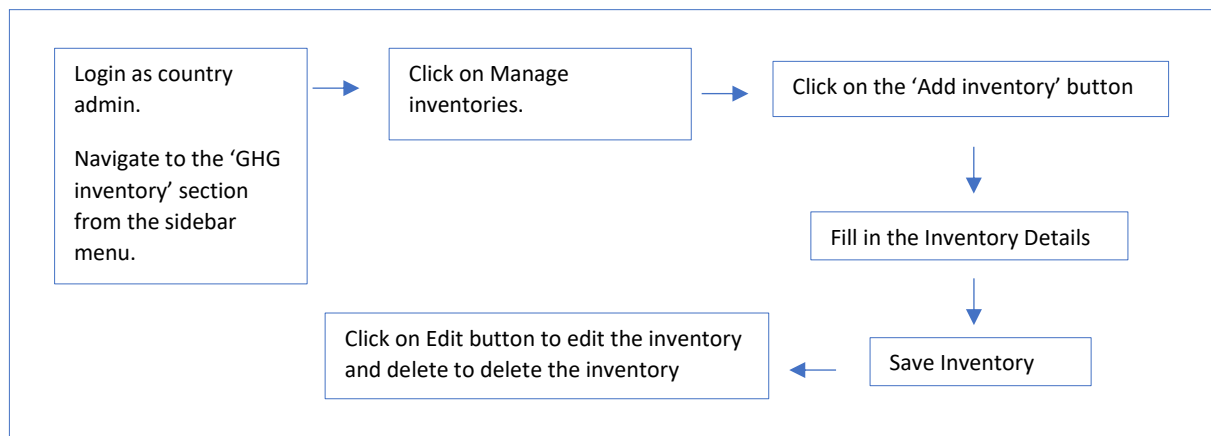 Login as country
admin.
Navigate to the ‘GHG
inventory’ section
from the sidebar
menu.
Click on Manage
inventories.
Click on the ‘Add inventory’ button
Fill in the Inventory Details
Save Inventory
Click on Edit button to edit the inventory
and delete to delete the inventory